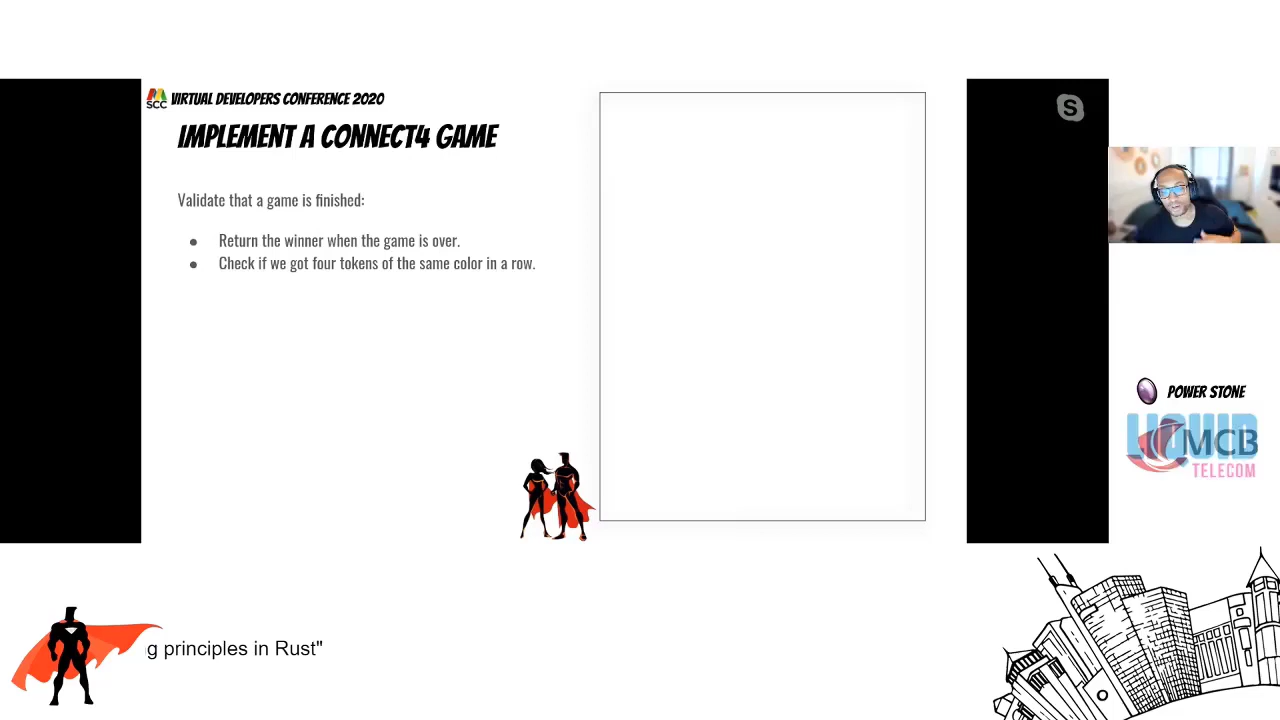 MSCC VIRTUAL DEVELOPERS CONFERENCE 2020
IMPLEMENT A CONNECT4 GAME
Validate that a game is finished:
● Return the winner when the game is over.
● Check if we got four tokens of the same color in a row.
S
POWER STONE
LIQUID
MCB
TELECOM
g principles in Rust"